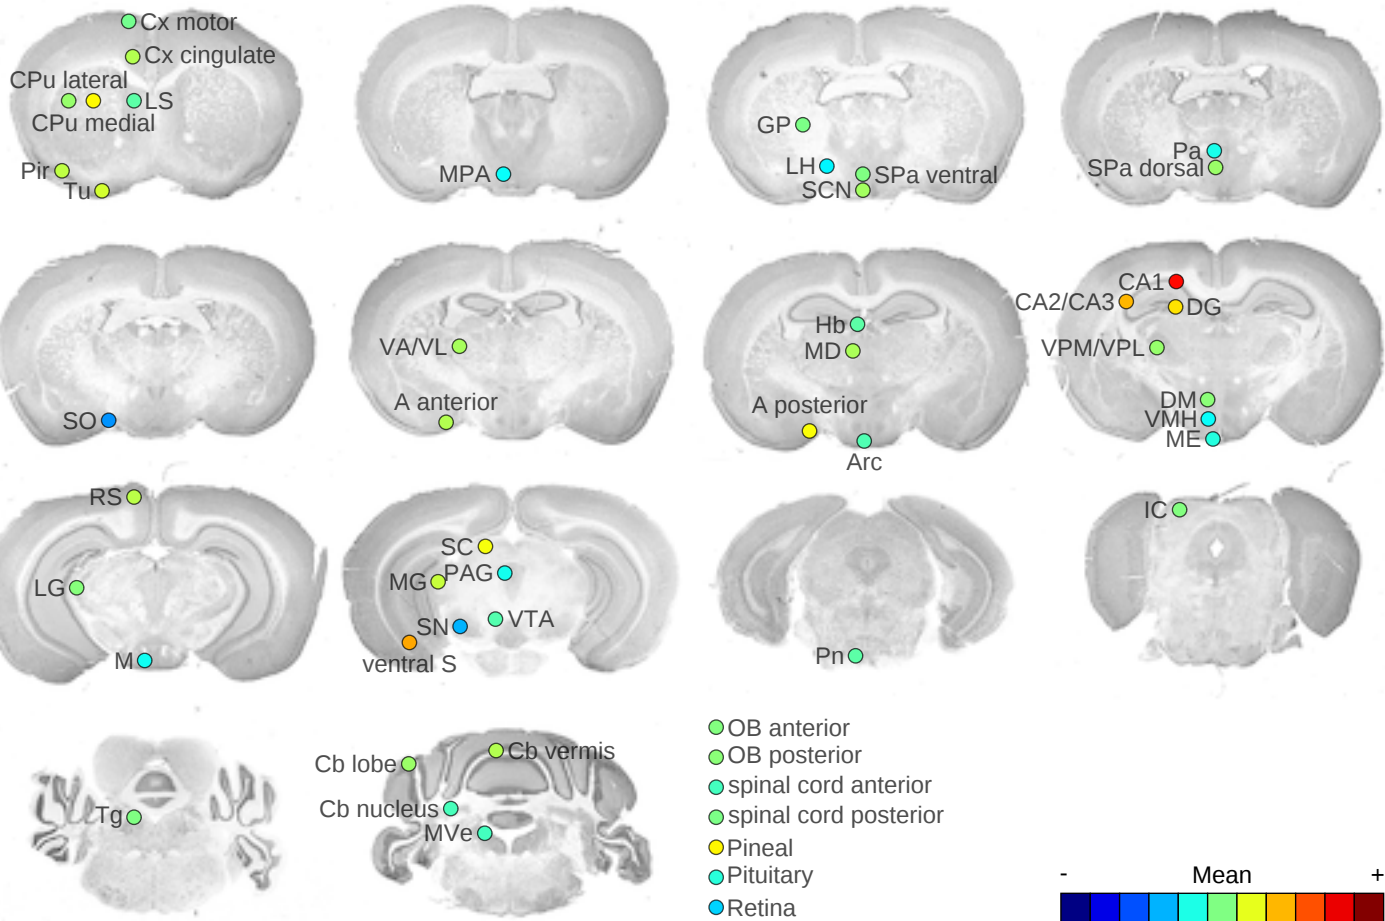 Cx motor
Cx cingulate
CPu lateral
LS
CPu medial
Pir
Tu
MPA
GP
LH
SPa ventral
SCN
Pa
SPa dorsal
SO
VA/VL
A anterior
Hb
MD
A posterior
Arc
CA1
CA2/CA3
DG
VPM/VPL
DM
VMH
ME
RS
LG
M
SC
MG
PAG
SN
VTA
ventral S
Pn
IC
Tg
Cb lobe
Cb vermis
Cb nucleus
MVe
OB anterior
OB posterior
spinal cord anterior
spinal cord posterior
Pineal
Pituitary
Retina
- Mean +